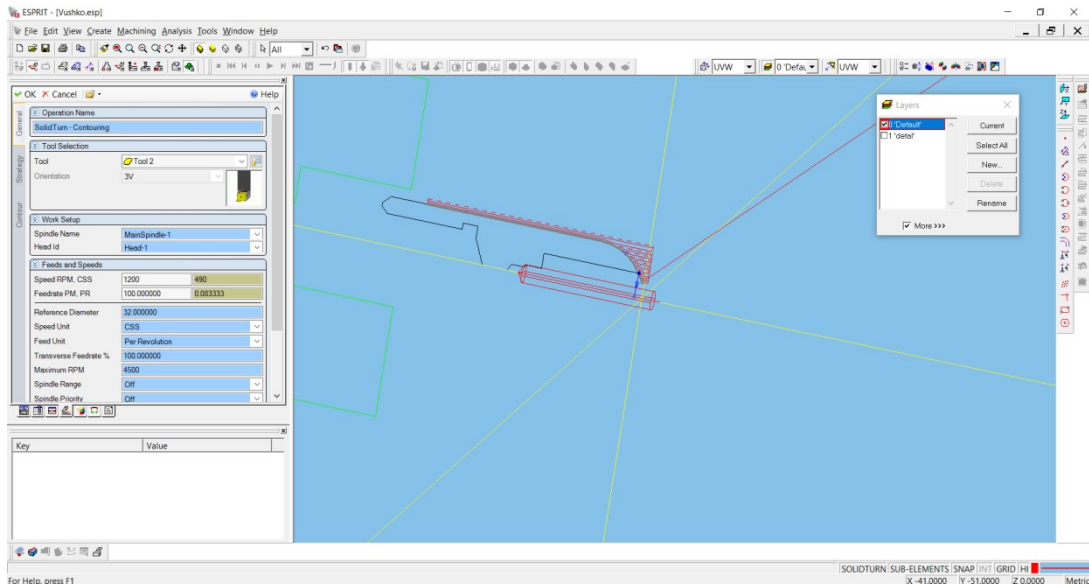 ESPRIT - [Vushko.esp]
File Edit View Create Machining Analysis Tools Window Help
All
UVW
0 'Defau
UVW
OK Cancel Help
General
Strategy
Contour
Operation Name
SolidTurn - Contouring
Tool Selection
Tool Tool 2
Orientation 3V
Work Setup
Spindle Name MainSpindle-1
Head Id Head-1
Feeds and Speeds
Speed RPM, CSS 1200 490
Feedrate PM, PR 100.000000 0.083333
Reference Diameter 32.000000
Speed Unit CSS
Feed Unit Per Revolution
Transverse Feedrate % 100.000000
Maximum RPM 4500
Spindle Range Off
Spindle Priority Off
Key Value
Layers
0 'Default'
1 'detal'
Current
Select All
New...
Delete
Rename
More >>>
SOLIDTURN SUB-ELEMENTS SNAP INT GRID HI
For Help, press F1
X -41.0000 Y -51.0000 Z 0.0000 Metric